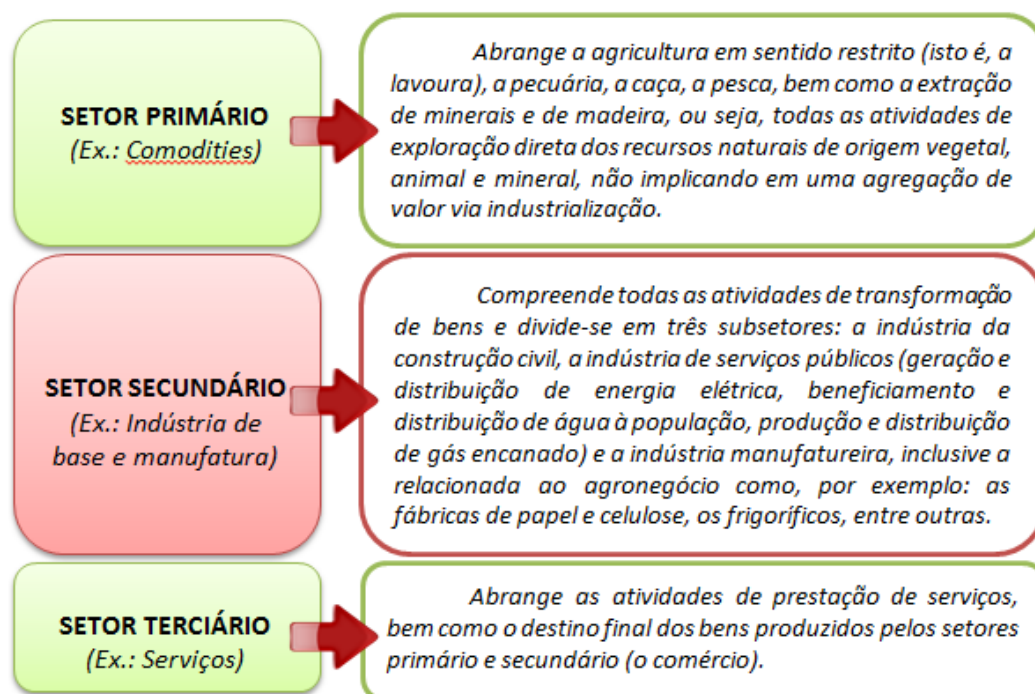 SETOR PRIMÁRIO
(Ex.: Comodities)
Abrange a agricultura em sentido restrito (isto é, a
lavoura), a pecuária, a caça, a pesca, bem como a extração
de minerais e de madeira, ou seja, todas as atividades de
exploração direta dos recursos naturais de origem vegetal,
animal e mineral, não implicando em uma agregação de
valor via industrialização.
SETOR SECUNDÁRIO
(Ex.: Indústria de
base e manufatura)
Compreende todas as atividades de transformação
de bens e divide-se em três subsetores: a indústria da
construção civil, a indústria de serviços públicos (geração e
distribuição de energia elétrica, beneficiamento e
distribuição de água à população, produção e distribuição
de gás encanado) e a indústria manufatureira, inclusive a
relacionada ao agronegócio como, por exemplo: as
fábricas de papel e celulose, os frigoríficos, entre outras.
SETOR TERCIÁRIO
(Ex.: Serviços)
Abrange as atividades de prestação de serviços,
bem como o destino final dos bens produzidos pelos setores
primário e secundário (o comércio).